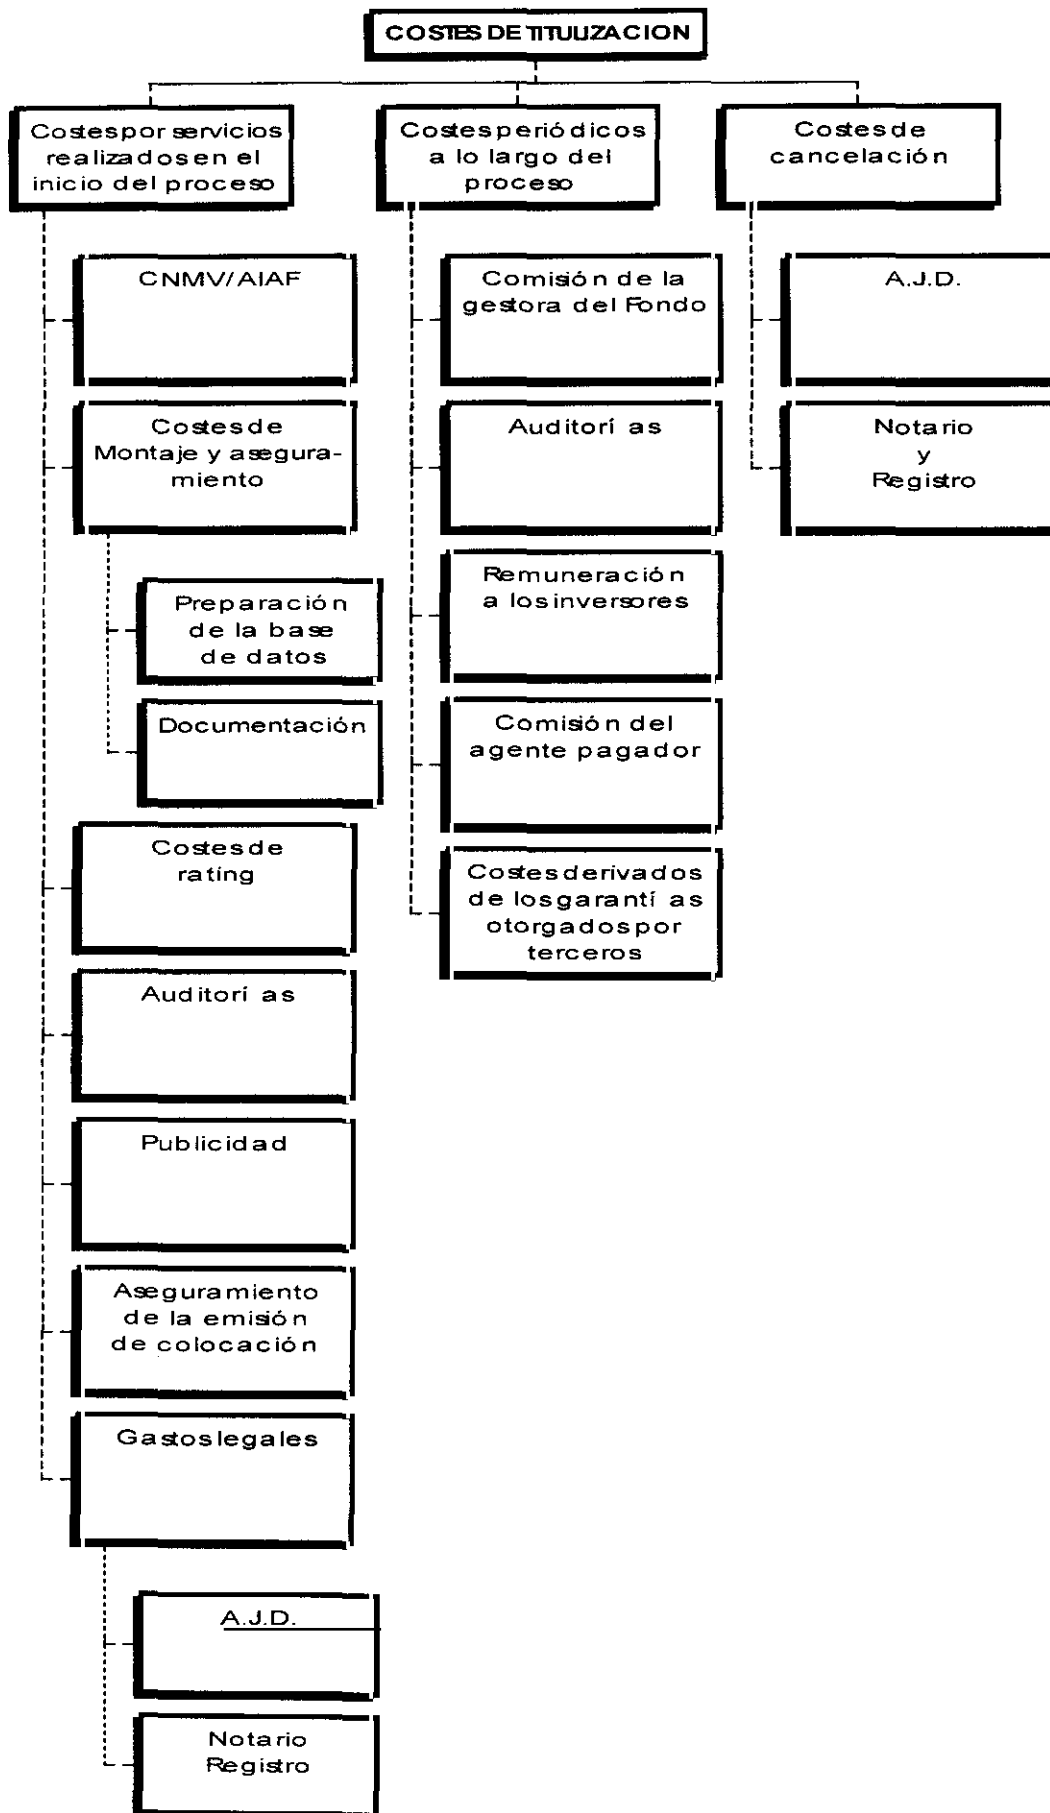 COSTES DE TITULIZACION
Costes por servicios
realizados en el
inicio del proceso
Costes periódicos
a lo largo del
proceso
Costes de
cancelación
CNMV/AIAF
Costes de
Montaje y asegura-
miento
Preparación
de la base
de datos
Documentación
Costes de
rating
Auditorías
Publicidad
Aseguramiento
de la emisión
de colocación
Gastos legales
A.J.D.
Notario
Registro
Comisión de la
gestora del Fondo
Auditorías
Remuneración
a los inversores
Comisión del
agente pagador
Costes derivados
de los garantías
otorgados por
terceros
A.J.D.
Notario
y
Registro